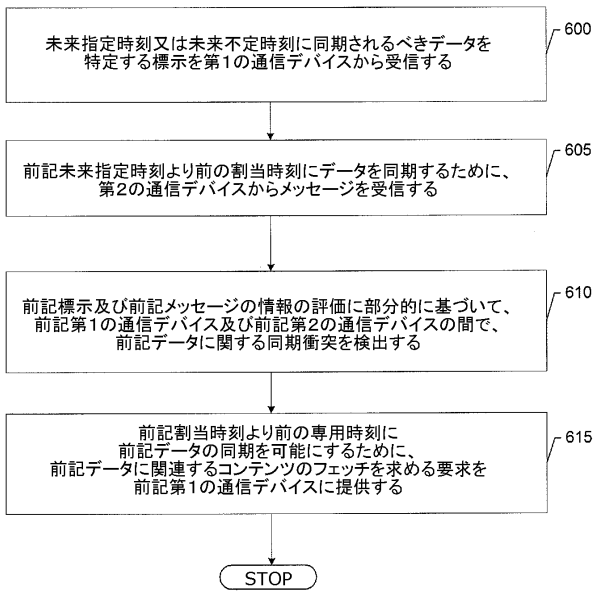 未来指定時刻又は未来不定時刻に同期されるべきデータを
特定する標示を第1の通信デバイスから受信する
600
前記未来指定時刻より前の割当時刻にデータを同期するために、
第2の通信デバイスからメッセージを受信する
605
前記標示及び前記メッセージの情報の評価に部分的に基づいて、
前記第1の通信デバイス及び前記第2の通信デバイスの間で、
前記データに関する同期衝突を検出する
610
前記割当時刻より前の専用時刻に
前記データの同期を可能にするために、
前記データに関連するコンテンツのフェッチを求める要求を
前記第1の通信デバイスに提供する
615
STOP